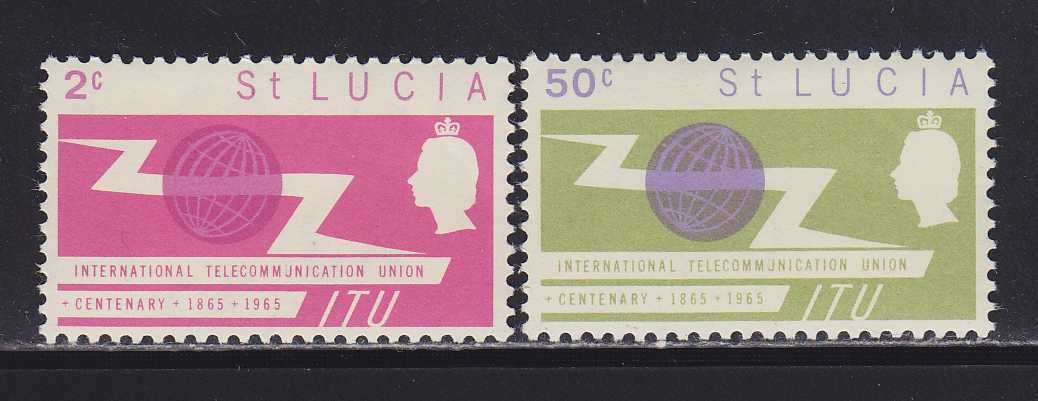 2c St LUCIA
INTERNATIONAL TELECOMMUNICATION UNION
+ CENTENARY + 1865 + 1965 ITU
50c St LUCIA
INTERNATIONAL TELECOMMUNICATION UNION
+ CENTENARY + 1865 + 1965 ITU